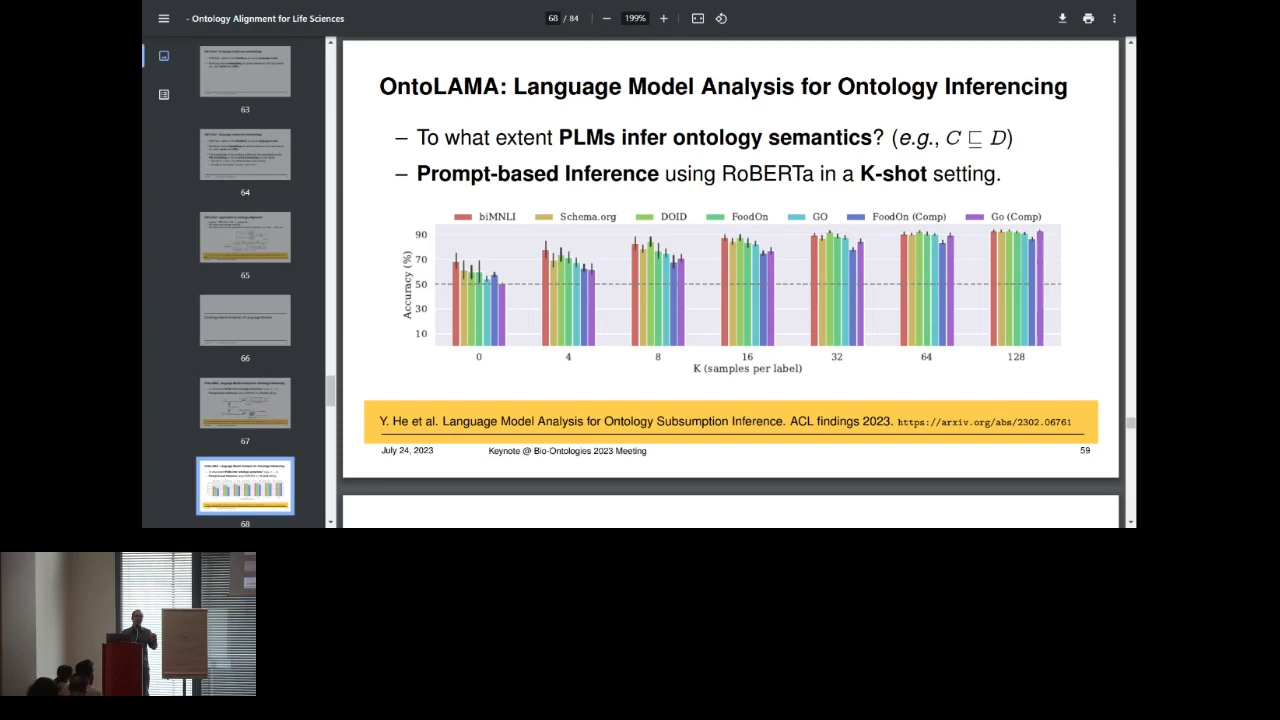 - Ontology Alignment for Life Sciences
68 / 84
199%
63
64
65
66
67
68
OntoLAMA: Language Model Analysis for Ontology Inferencing
– To what extent PLMs infer ontology semantics? (e.g., C ⊑ D)
– Prompt-based Inference using RoBERTa in a K-shot setting.
biMNLI Schema.org DOID FoodOn GO FoodOn (Comp) Go (Comp)
Accuracy (%)
90
70
50
30
10
0 4 8 16 32 64 128
K (samples per label)
Y. He et al. Language Model Analysis for Ontology Subsumption Inference. ACL findings 2023. https://arxiv.org/abs/2302.06761
July 24, 2023 Keynote @ Bio-Ontologies 2023 Meeting 59